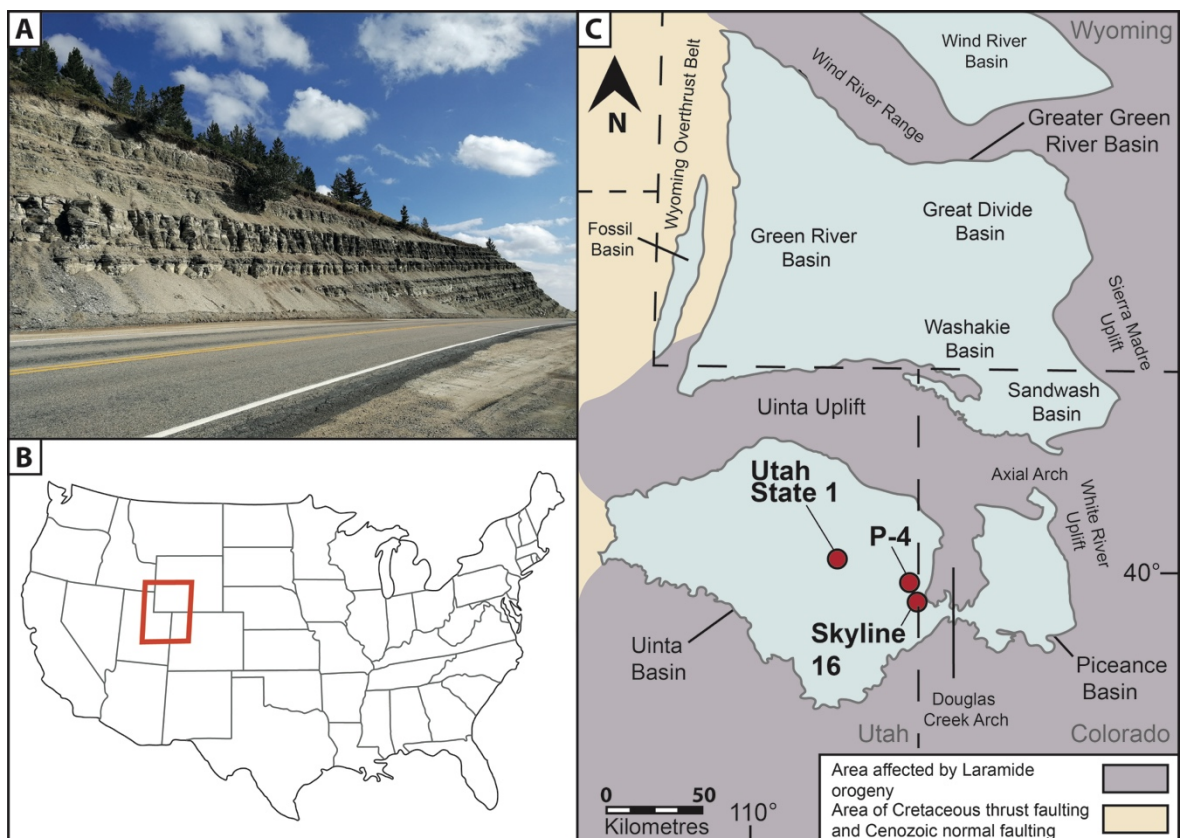 A
B
C
N
Wyoming
Wind River
Basin
Wind River Range
Wyoming Overthrust Belt
Greater Green
River Basin
Fossil
Basin
Green River
Basin
Great Divide
Basin
Washakie
Basin
Sierra Madre
Uplift
Sandwash
Basin
Uinta Uplift
Utah
State 1
P-4
Axial Arch
White River
Uplift
40°
Skyline
16
Uinta
Basin
Piceance
Basin
Douglas
Creek Arch
Utah
Colorado
0 50
Kilometres
110°
Area affected by Laramide
orogeny
Area of Cretaceous thrust faulting
and Cenozoic normal faulting